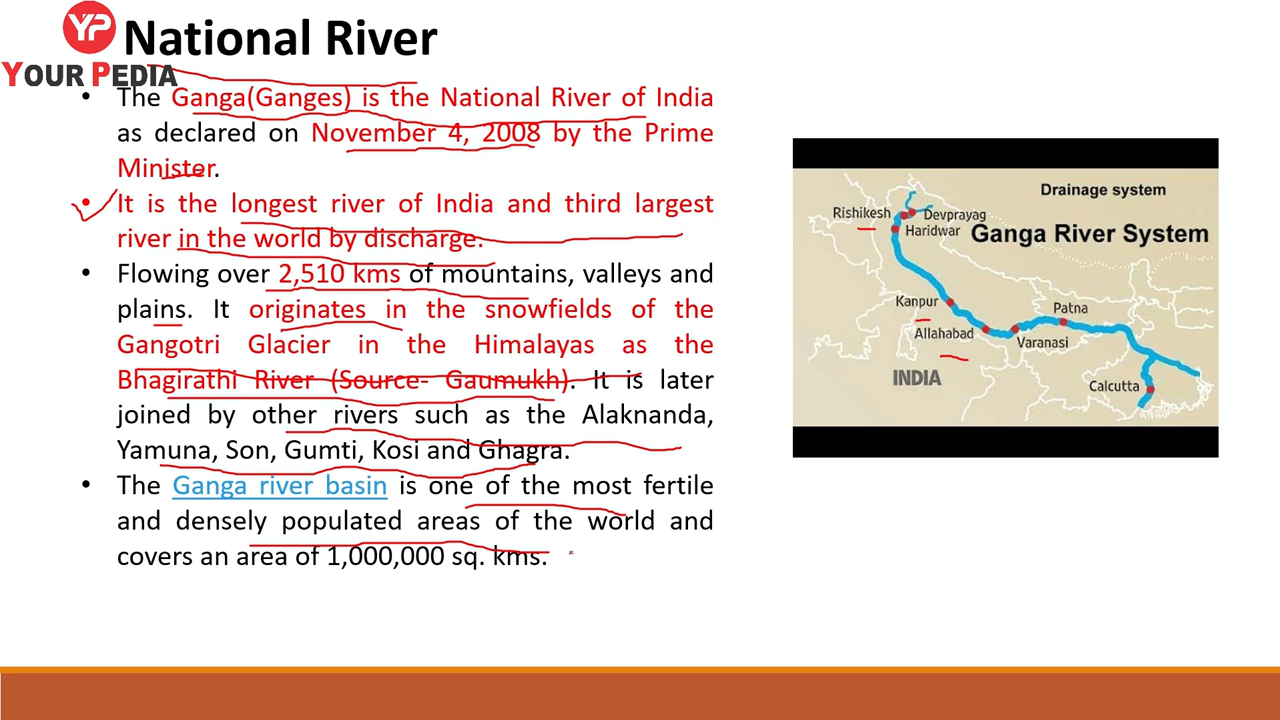 YP
YOUR PEDIA
National River
• The Ganga(Ganges) is the National River of India
as declared on November 4, 2008 by the Prime
Minister.
• It is the longest river of India and third largest
river in the world by discharge.
• Flowing over 2,510 kms of mountains, valleys and
plains. It originates in the snowfields of the
Gangotri Glacier in the Himalayas as the
Bhagirathi River (Source- Gaumukh). It is later
joined by other rivers such as the Alaknanda,
Yamuna, Son, Gumti, Kosi and Ghagra.
• The Ganga river basin is one of the most fertile
and densely populated areas of the world and
covers an area of 1,000,000 sq. kms.
Drainage system
Ganga River System
Rishikesh
Devprayag
Haridwar
Kanpur
Patna
Allahabad
Varanasi
INDIA
Calcutta